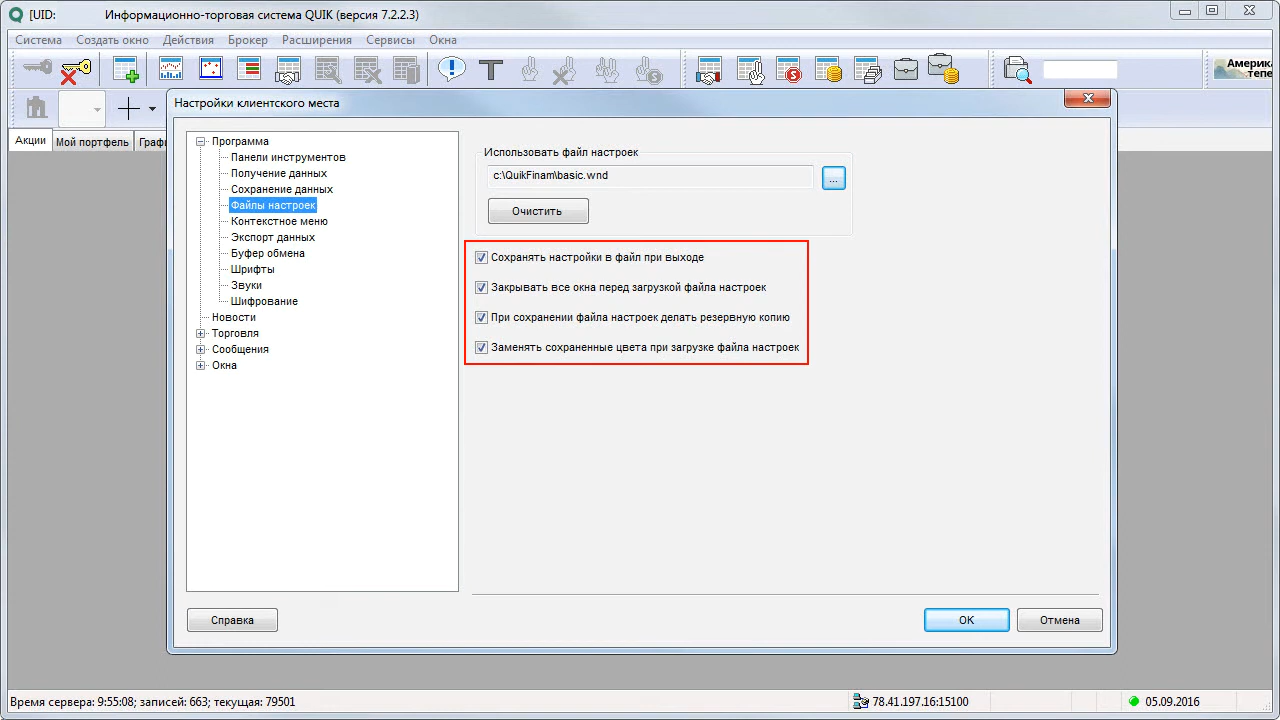 [UID: Информационно-торговая система QUIK (версия 7.2.2.3)
Система Создать окно Действия Брокер Расширения Сервисы Окна
Америка
тепе
Акции Мой портфель Графи
Настройки клиентского места
Программа
Панели инструментов
Получение данных
Сохранение данных
Файлы настроек
Контекстное меню
Экспорт данных
Буфер обмена
Шрифты
Звуки
Шифрование
Новости
Торговля
Сообщения
Окна
Использовать файл настроек
c:\QuikFinam\basic.wnd ...
Очистить
Сохранять настройки в файл при выходе
Закрывать все окна перед загрузкой файла настроек
При сохранении файла настроек делать резервную копию
Заменять сохраненные цвета при загрузке файла настроек
Справка OK Отмена
Время сервера: 9:55:08; записей: 663; текущая: 79501 78.41.197.16:15100 05.09.2016